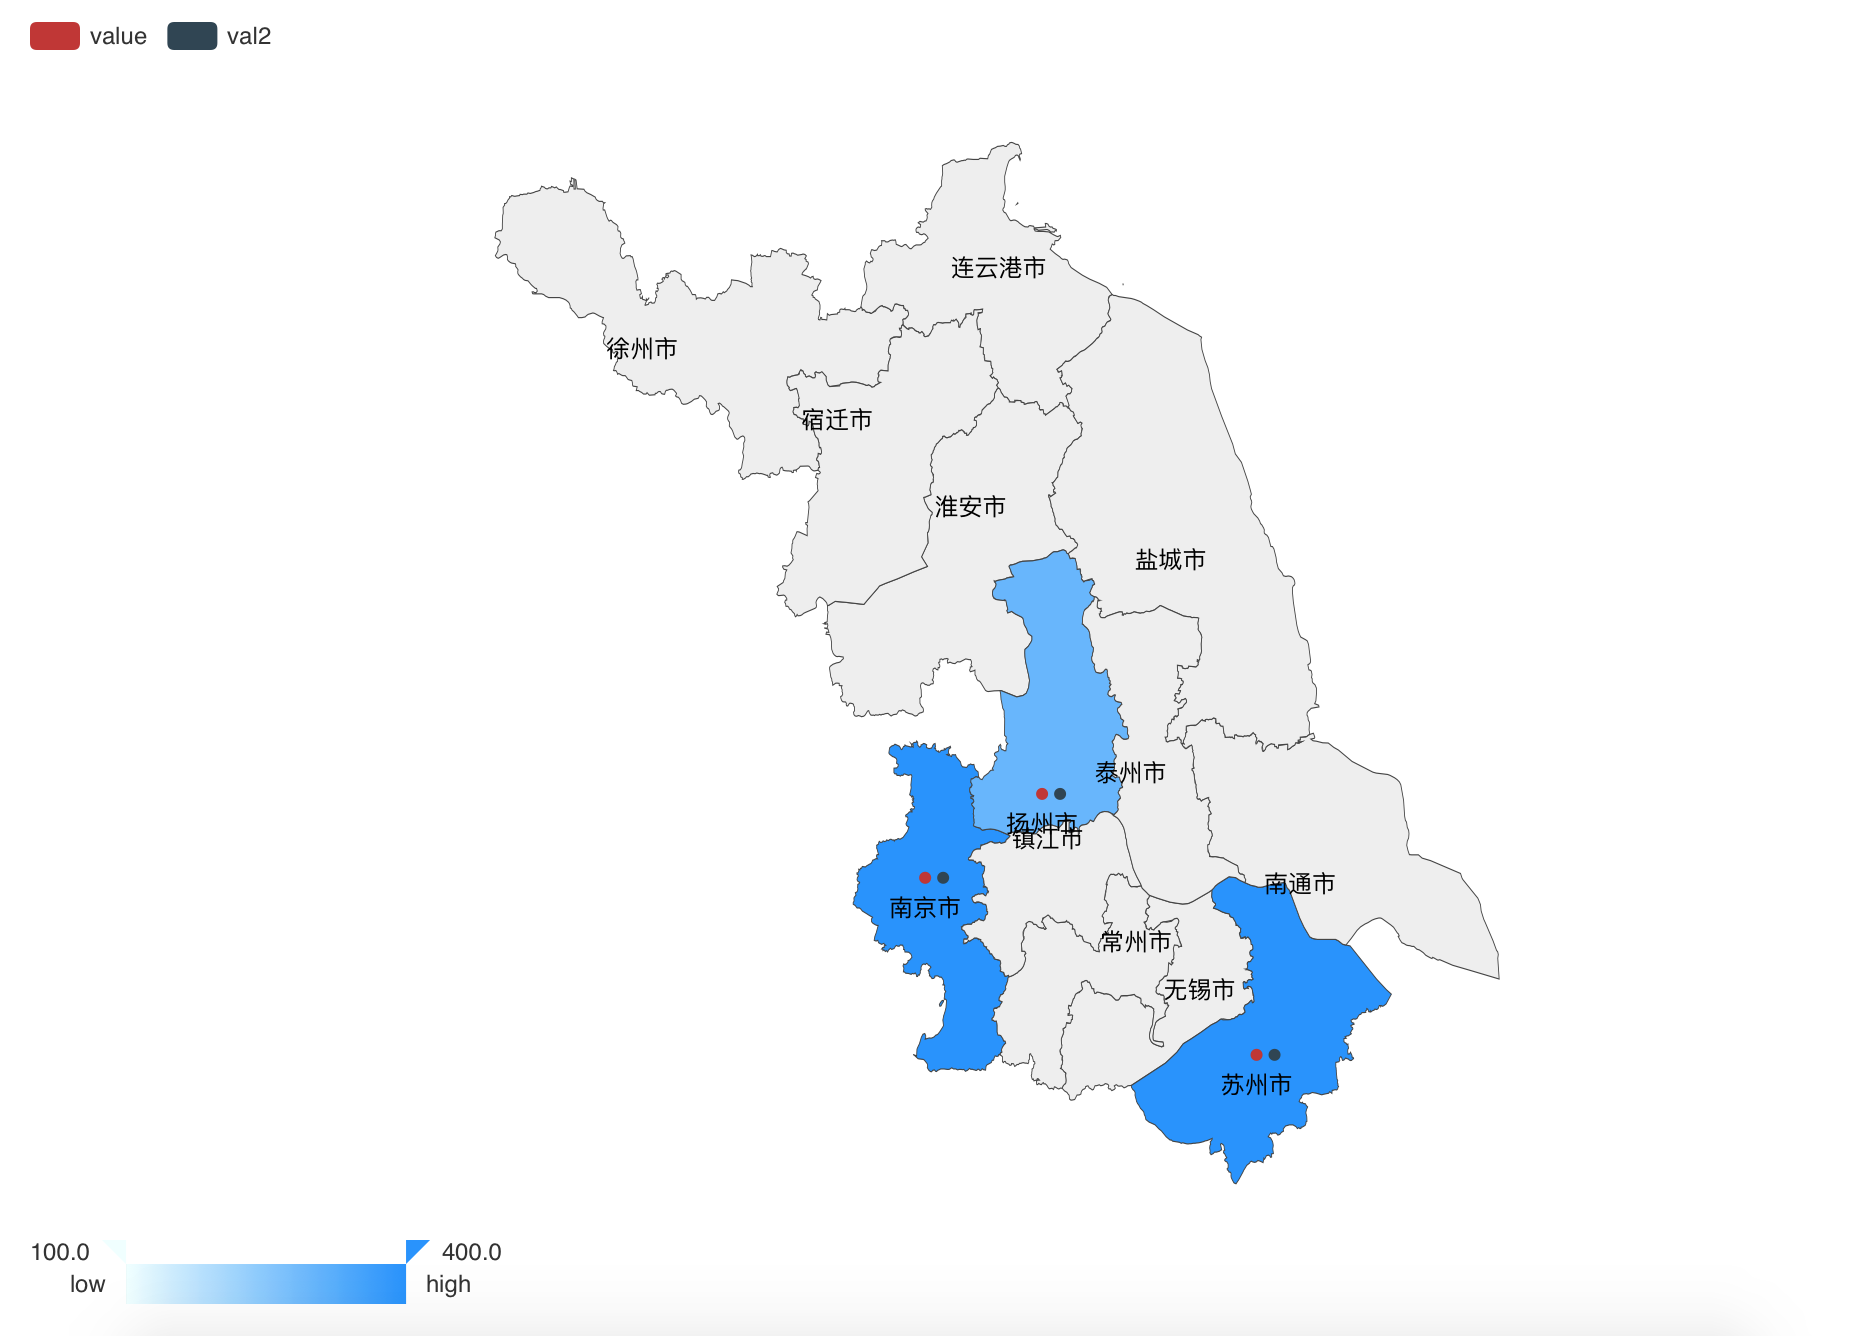 value val2
连云港市
徐州市
宿迁市
淮安市
盐城市
泰州市
扬州市
镇江市
南通市
南京市
常州市
无锡市
苏州市
100.0 400.0
low high